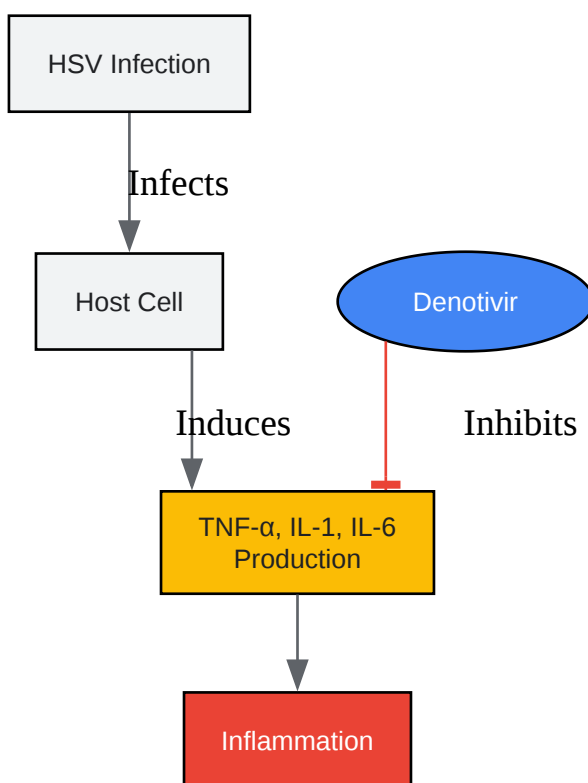 HSV Infection
Infects
Host Cell
Denotivir
Induces
Inhibits
TNF-α, IL-1, IL-6
Production
Inflammation